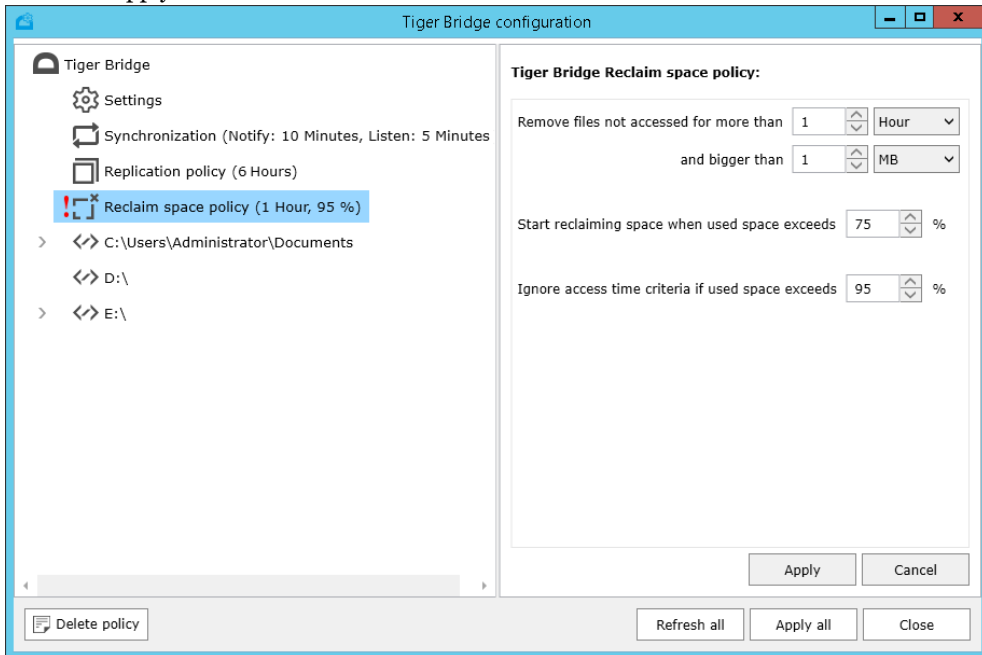 Tiger Bridge configuration
Tiger Bridge
Settings
Synchronization (Notify: 10 Minutes, Listen: 5 Minutes
Replication policy (6 Hours)
! Reclaim space policy (1 Hour, 95 %)
> C:\Users\Administrator\Documents
D:\
> E:\
Tiger Bridge Reclaim space policy:
Remove files not accessed for more than 1 Hour
and bigger than 1 MB
Start reclaiming space when used space exceeds 75 %
Ignore access time criteria if used space exceeds 95 %
Apply Cancel
Delete policy Refresh all Apply all Close